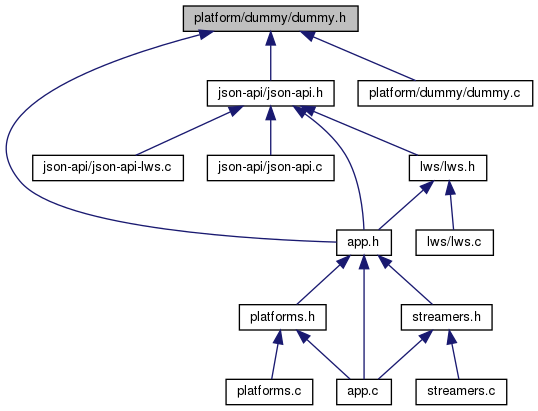 platform/dummy/dummy.h
json-api/json-api.h
platform/dummy/dummy.c
json-api/json-api-lws.c
json-api/json-api.c
lws/lws.h
app.h
lws/lws.c
platforms.h
streamers.h
platforms.c
app.c
streamers.c